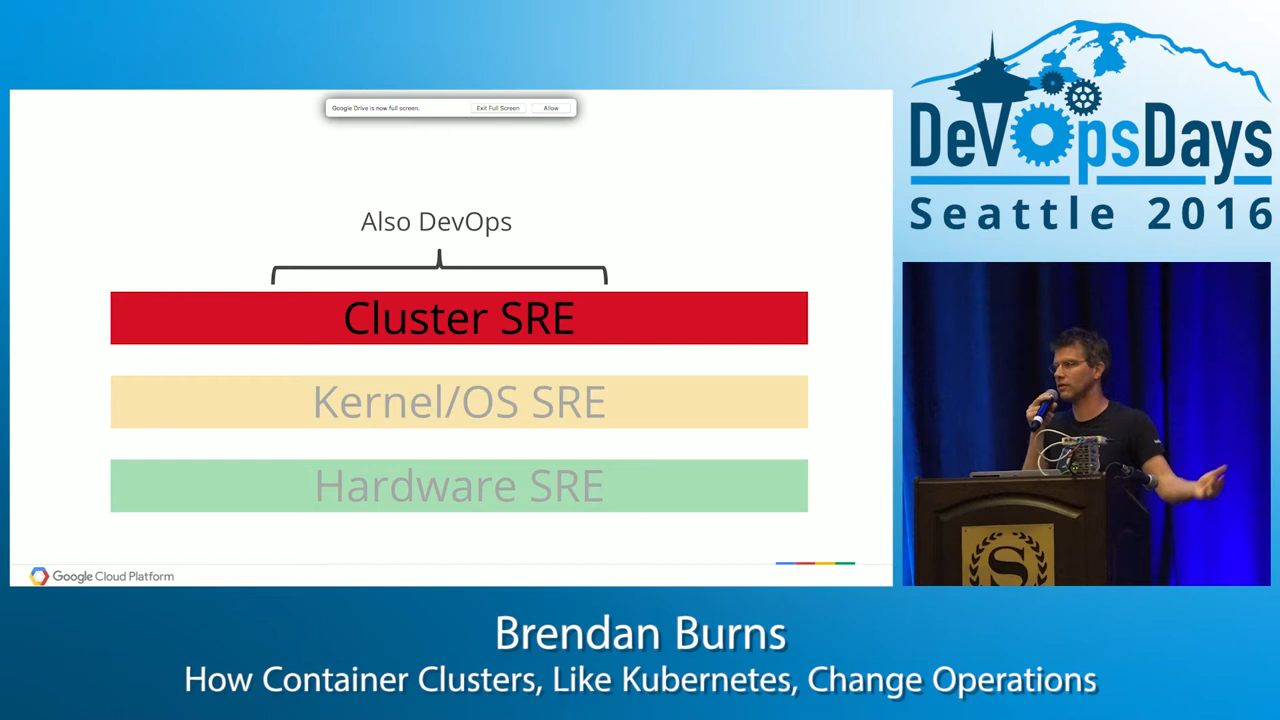 Google Drive is now full screen.
Exit Full Screen
Allow
Also DevOps
Cluster SRE
Kernel/OS SRE
Hardware SRE
Google Cloud Platform
DevOpsDays
Seattle 2016
S
Brendan Burns
How Container Clusters, Like Kubernetes, Change Operations